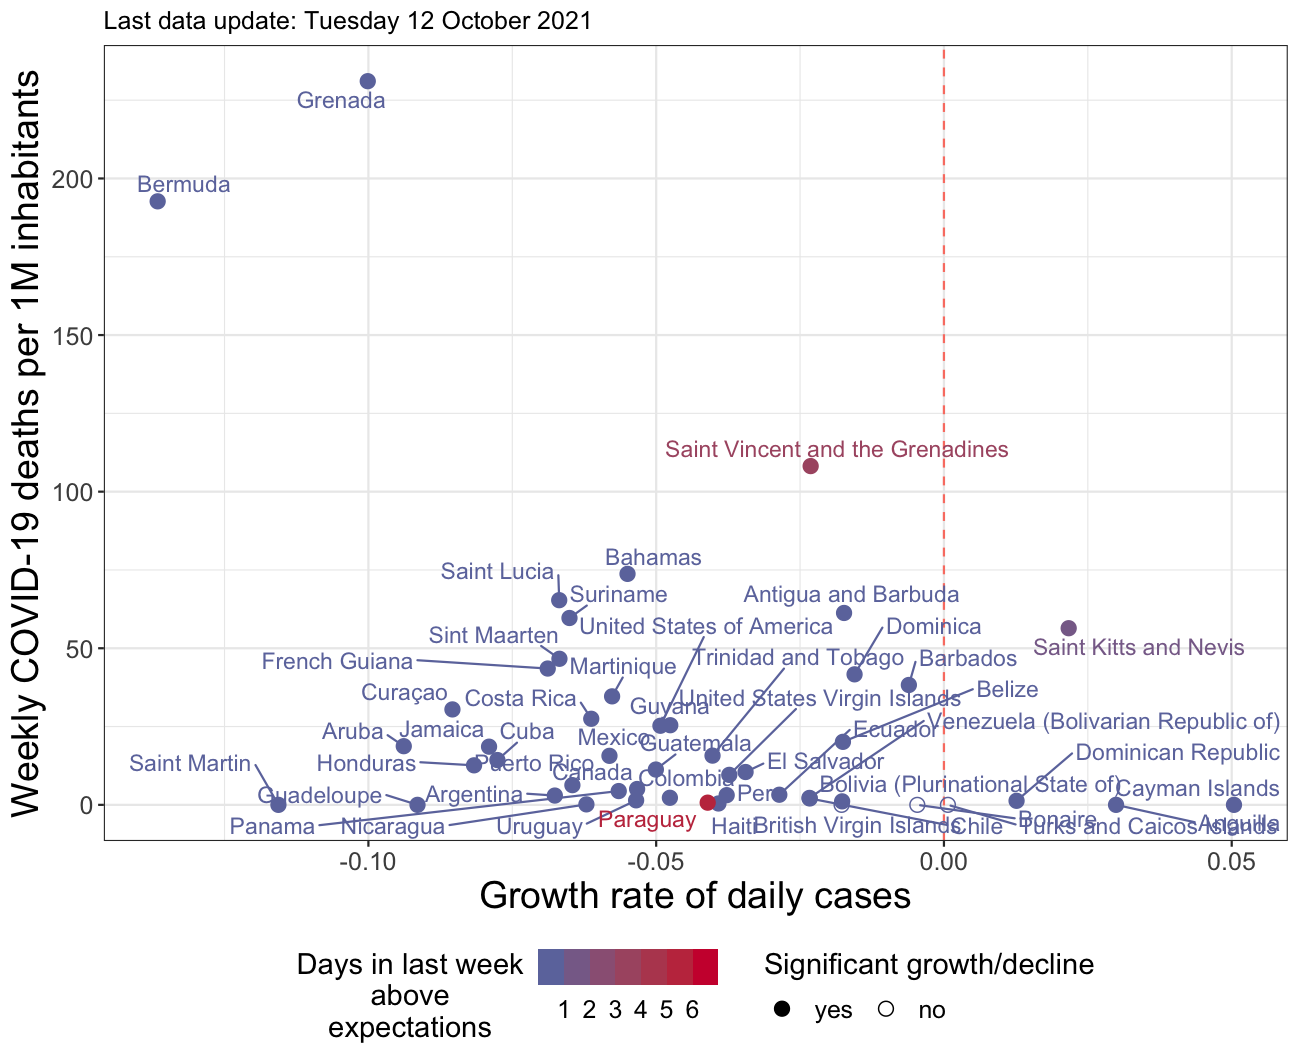 Last data update: Tuesday 12 October 2021
Weekly COVID-19 deaths per 1M inhabitants
200
150
100
50
0
Grenada
Bermuda
Saint Vincent and the Grenadines
Bahamas
Saint Lucia
Suriname
Antigua and Barbuda
United States of America
Dominica
Sint Maarten
Saint Kitts and Nevis
French Guiana
Martinique
Trinidad and Tobago
Barbados
Curaçao
Costa Rica
Guyana
United States Virgin Islands
Belize
Aruba
Jamaica
Cuba
Mexico
Guatemala
Ecuador
Venezuela (Bolivarian Republic of)
Saint Martin
Honduras
Puerto Rico
Canada
Colombia
El Salvador
Dominican Republic
Guadeloupe
Argentina
Peru
Bolivia (Plurinational State of)
Cayman Islands
Panama
Nicaragua
Uruguay
Paraguay
Haiti
British Virgin Islands
Chile
Bonaire
Turks and Caicos Islands
Anguilla
-0.10
-0.05
0.00
0.05
Growth rate of daily cases
Days in last week
above
expectations
1 2 3 4 5 6
Significant growth/decline
yes
no